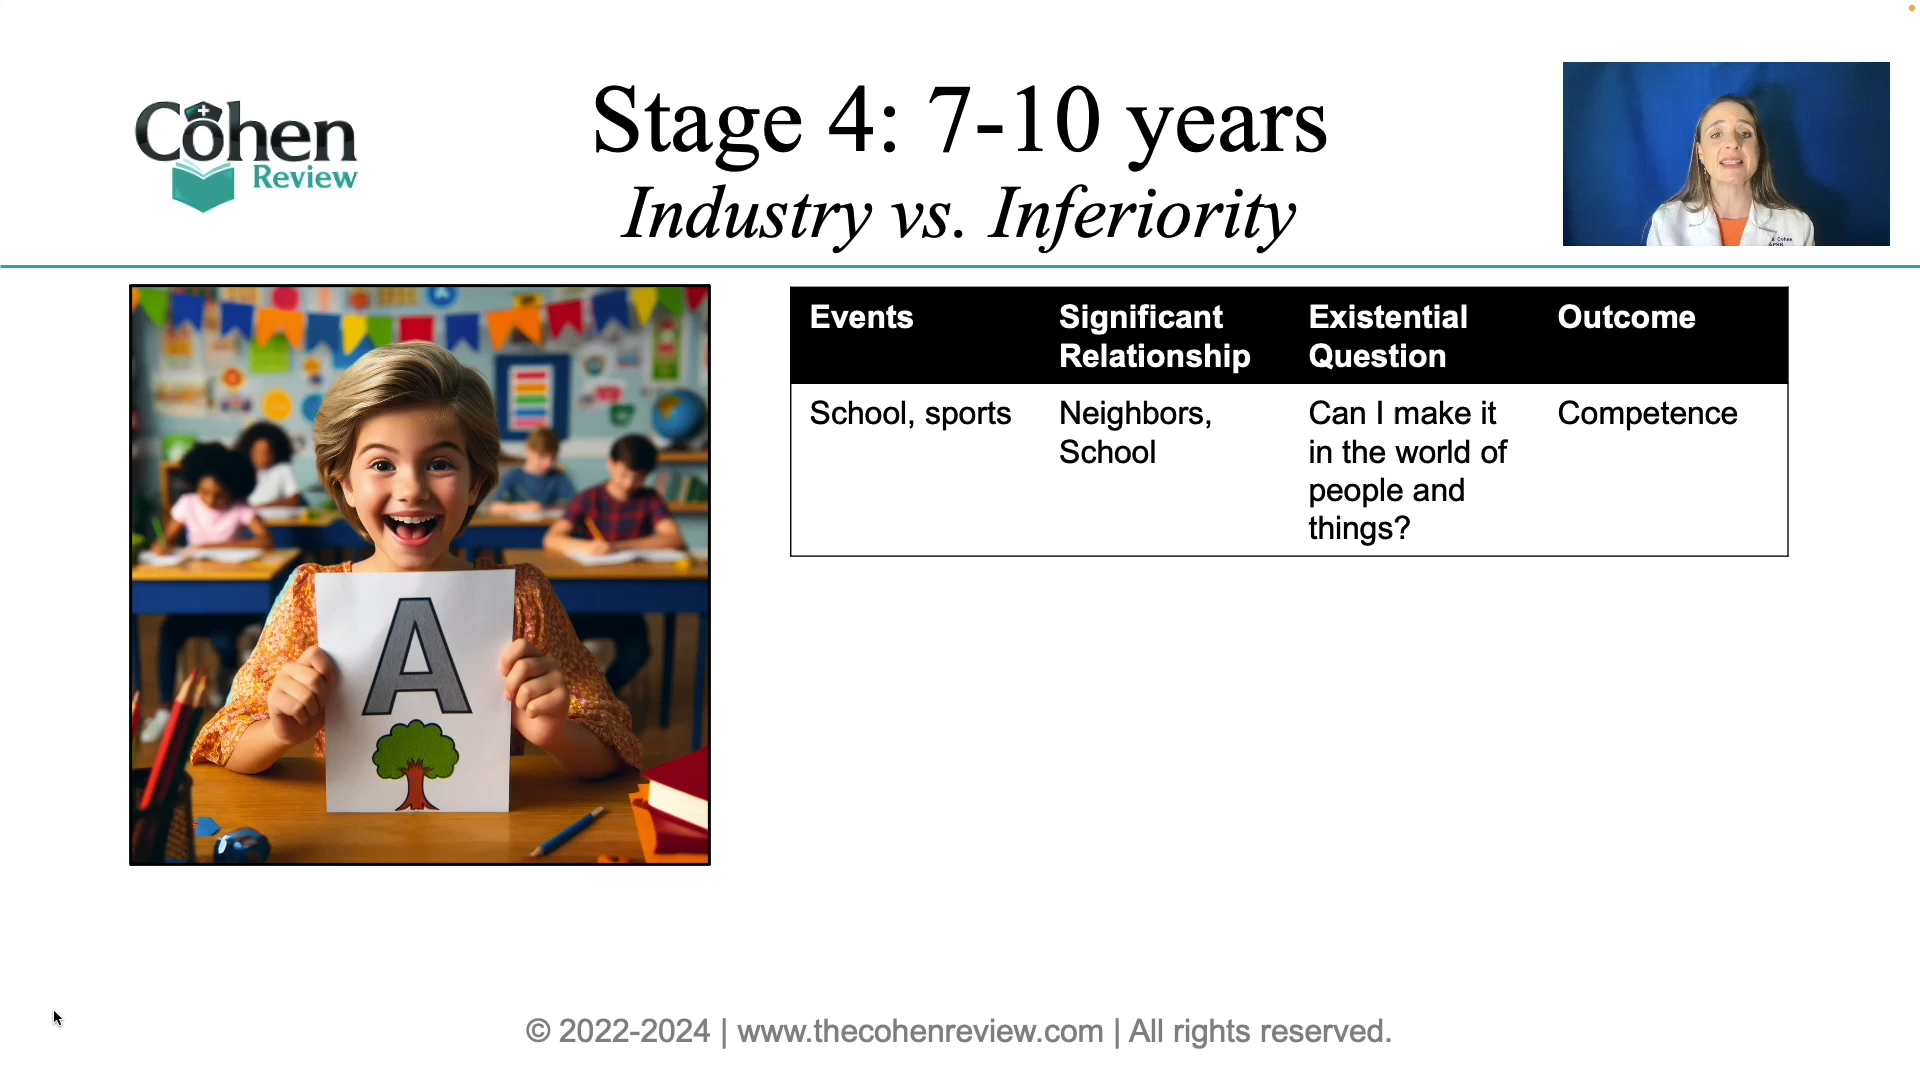 Cohen
Review
Stage 4: 7-10 years
Industry vs. Inferiority
Events
Significant
Relationship
Existential
Question
Outcome
School, sports
Neighbors,
School
Can I make it
in the world of
people and
things?
Competence
A
© 2022-2024 | www.thecohenreview.com | All rights reserved.